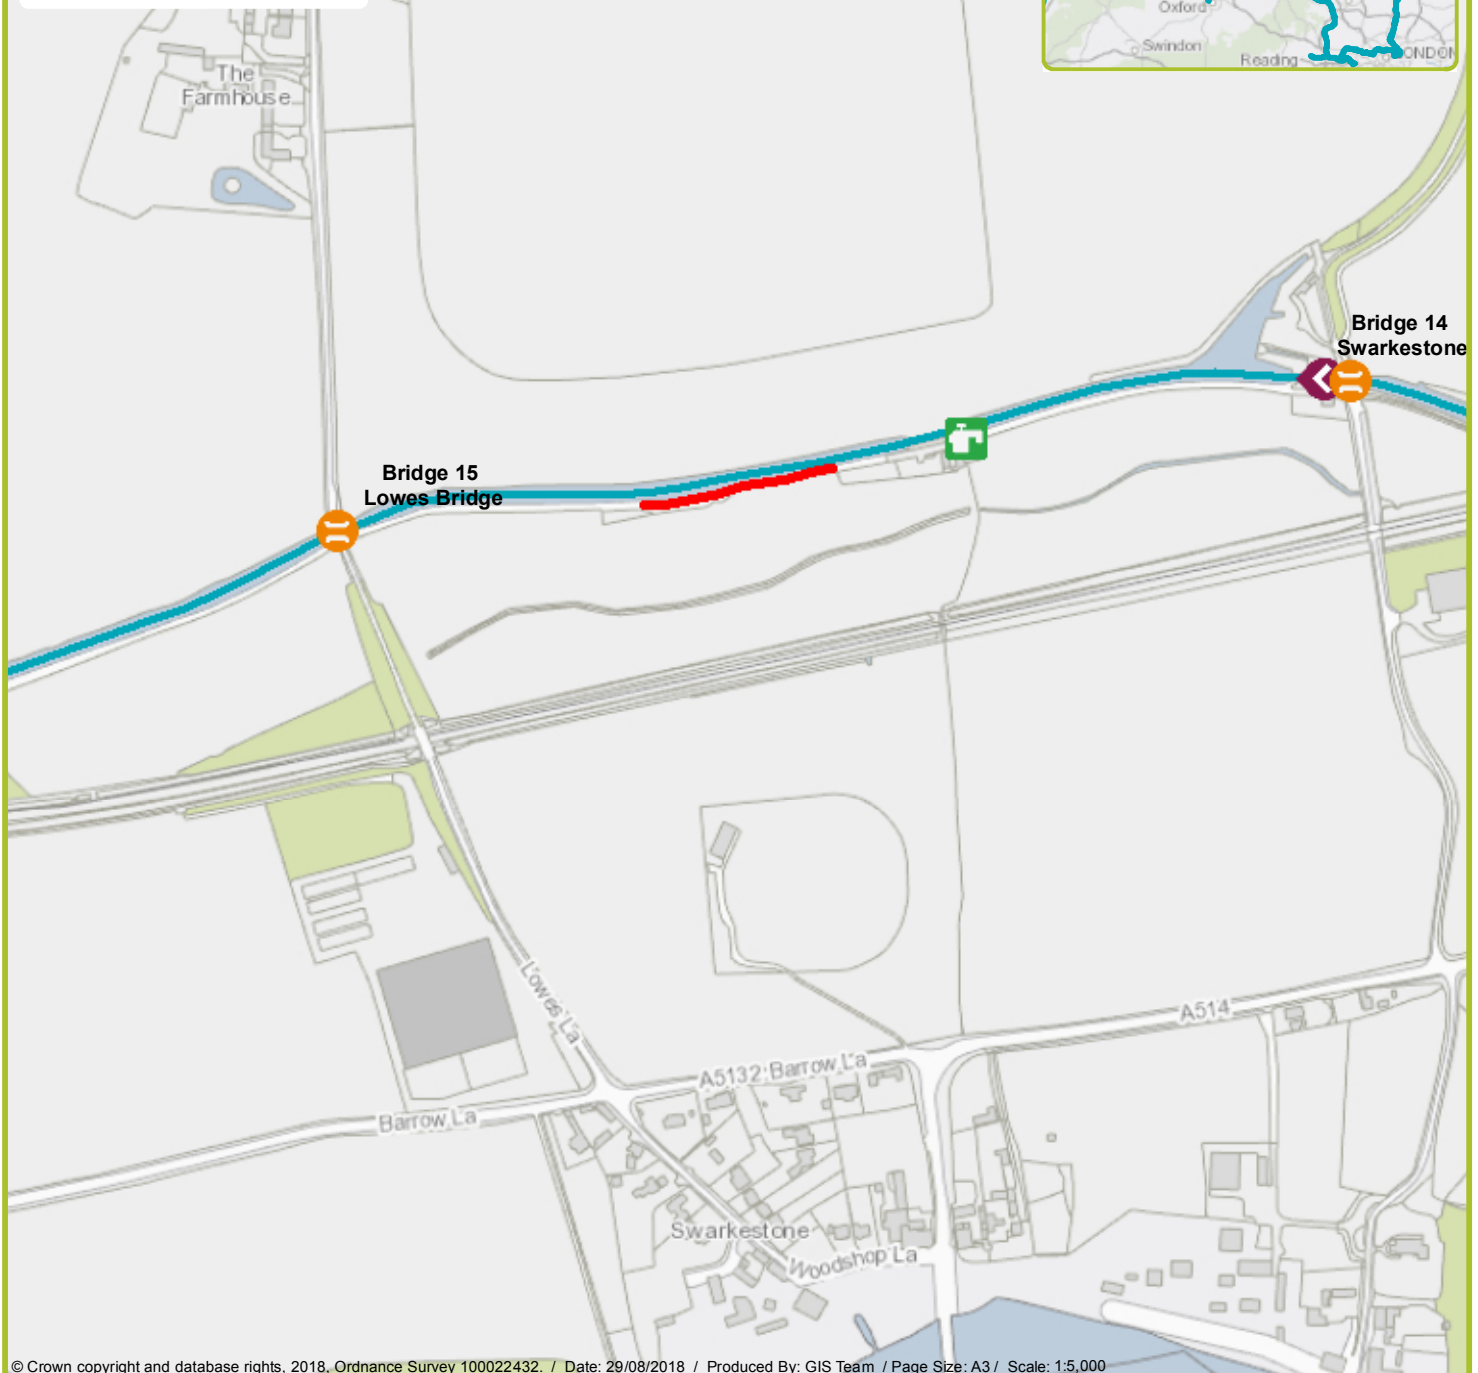 Oxford
Swindon
Reading
ONDON
The
Farmhouse
Bridge 14
Swarkestone
Bridge 15
Lowes Bridge
Lowes La
A514
A5132 Barrow La
Barrow La
Swarkestone
Woodshop La
© Crown copyright and database rights, 2018, Ordnance Survey 100022432. / Date: 29/08/2018 / Produced By: GIS Team / Page Size: A3 / Scale: 1:5,000